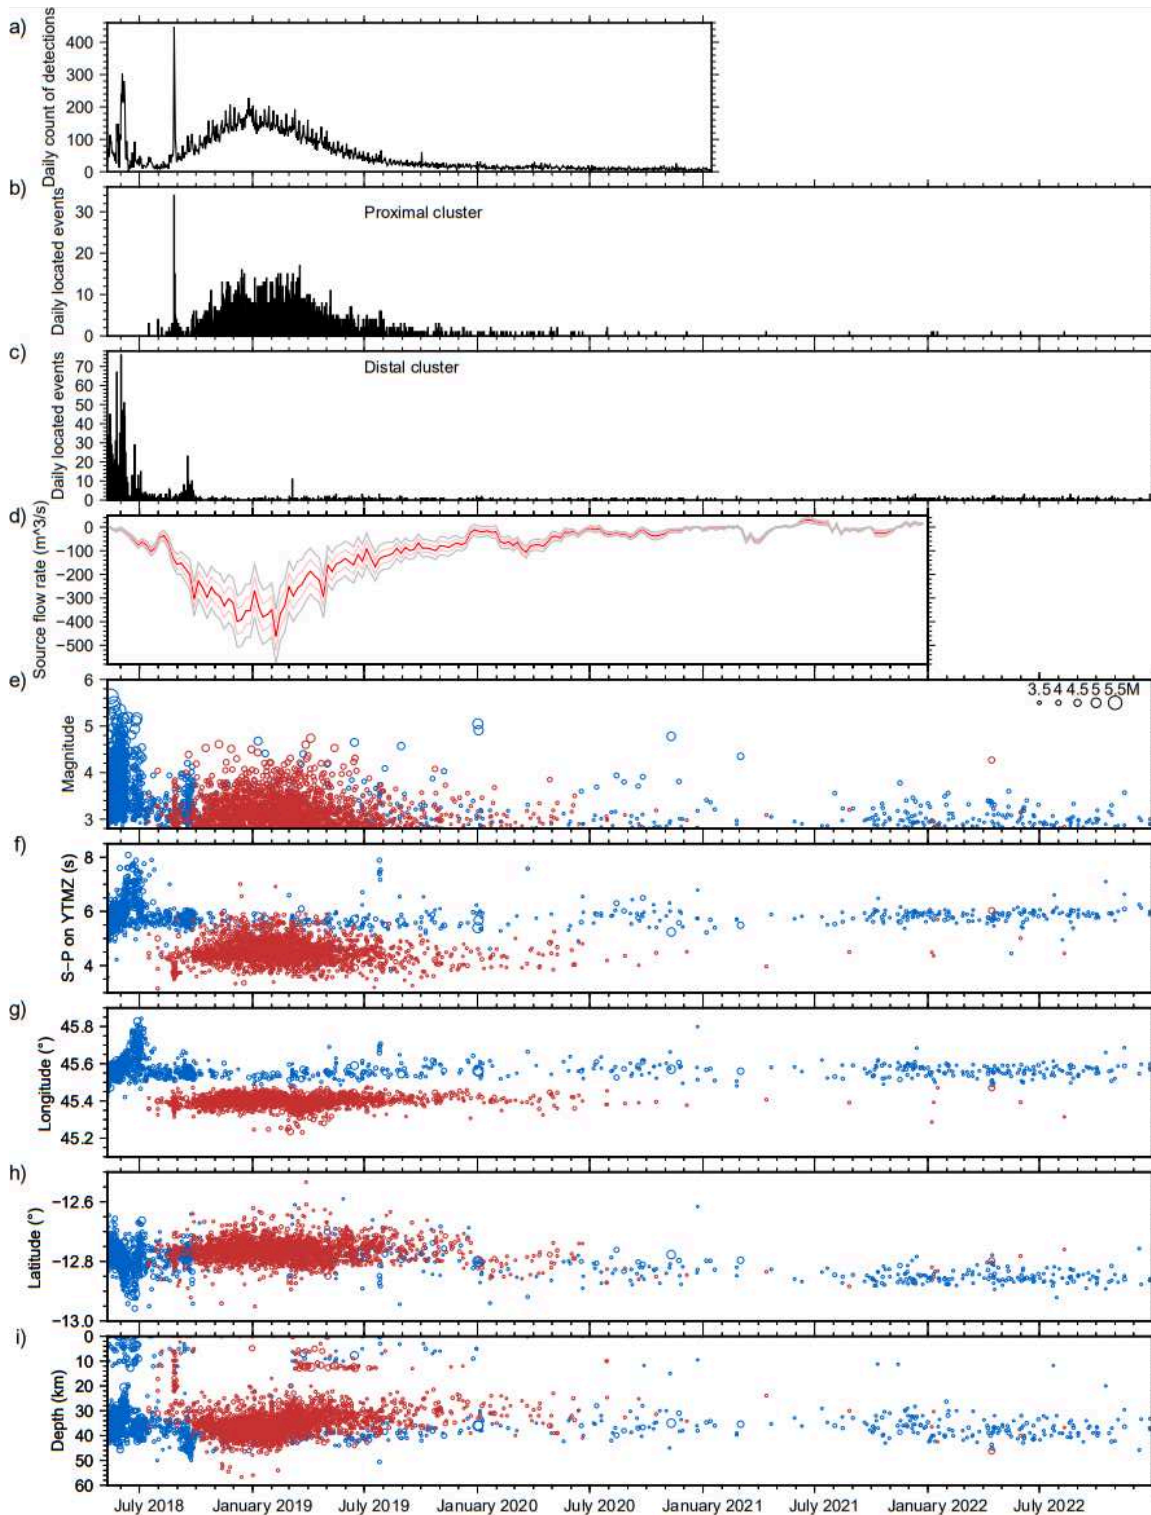 a)
Daily count of detections
400
300
200
100
0
b)
Daily located events
30
20
10
0
Proximal cluster
c)
Daily located events
70
60
50
40
30
20
10
0
Distal cluster
d)
Source flow rate (m^3/s)
0
−100
−200
−300
−400
−500
e)
Magnitude
6
5
4
3
3.5 4 4.5 5 5.5M
f)
S−P on YTMZ (s)
8
6
4
g)
Longitude (°)
45.8
45.6
45.4
45.2
h)
Latitude (°)
−12.6
−12.8
−13.0
i)
Depth (km)
0
10
20
30
40
50
60
July 2018 January 2019 July 2019 January 2020 July 2020 January 2021 July 2021 January 2022 July 2022